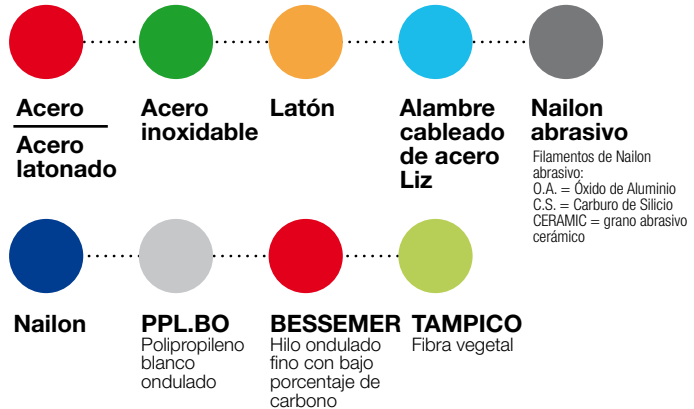 Acero
Acero
latonado
Acero
inoxidable
Latón
Alambre
cableado
de acero
Liz
Nailon
abrasivo
Filamentos de Nailon
abrasivo:
O.A. = Óxido de Aluminio
C.S. = Carburo de Silicio
CERAMIC = grano abrasivo
cerámico
Nailon
PPL.BO
Polipropileno
blanco
ondulado
BESSEMER
Hilo ondulado
fino con bajo
porcentaje de
carbono
TAMPICO
Fibra vegetal